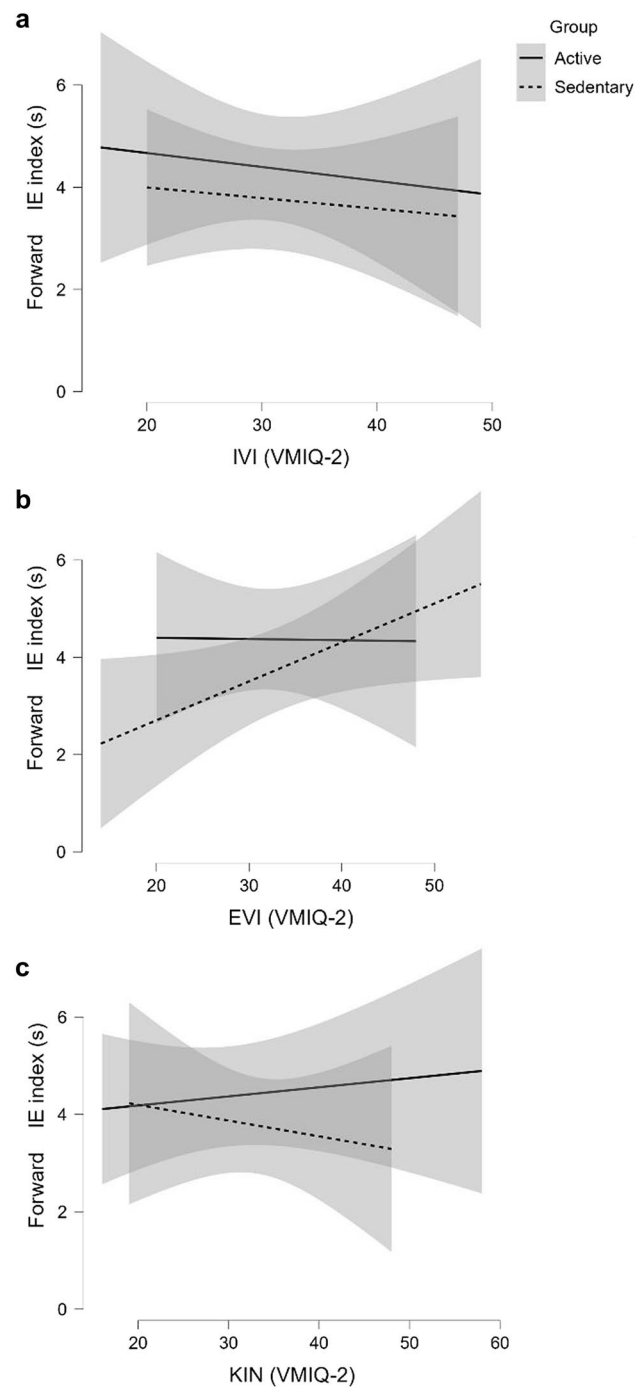 a
Group
Active
Sedentary
Forward IE index (s)
6
4
2
0
20 30 40 50
IVI (VMIQ-2)
b
Forward IE index (s)
6
4
2
0
20 30 40 50
EVI (VMIQ-2)
c
Forward IE index (s)
6
4
2
0
20 30 40 50 60
KIN (VMIQ-2)